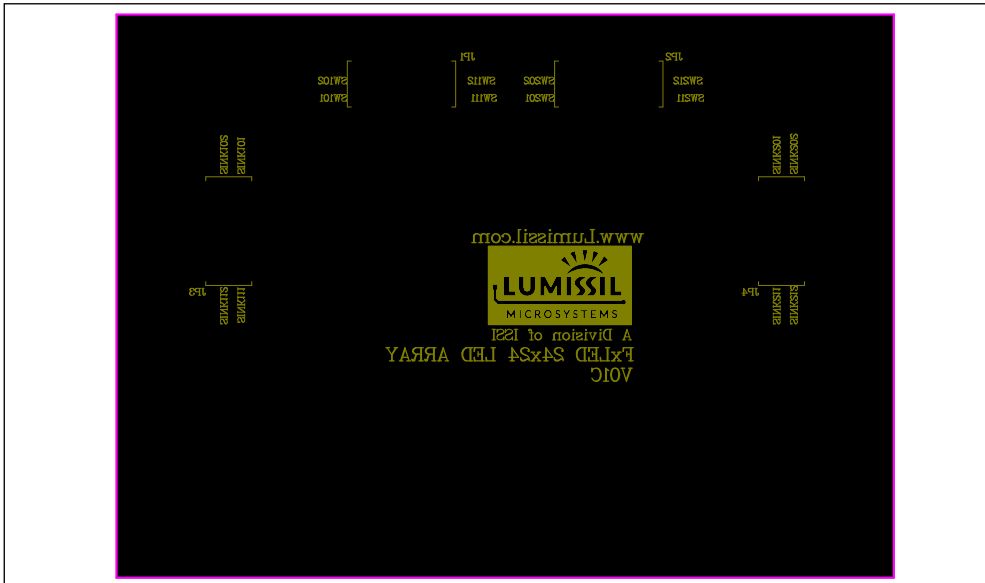 JP1
JP2
SW102
SW112
SW202
SW212
SW101
SW111
SW201
SW211
SINK102
SINK101
SINK201
SINK202
www.Lumissil.com
LUMISSIL
MICROSYSTEMS
JP3
SINK112
SINK111
JP4
SINK211
SINK212
A Division of ISSI
FxLED 24x24 LED ARRAY
V01C